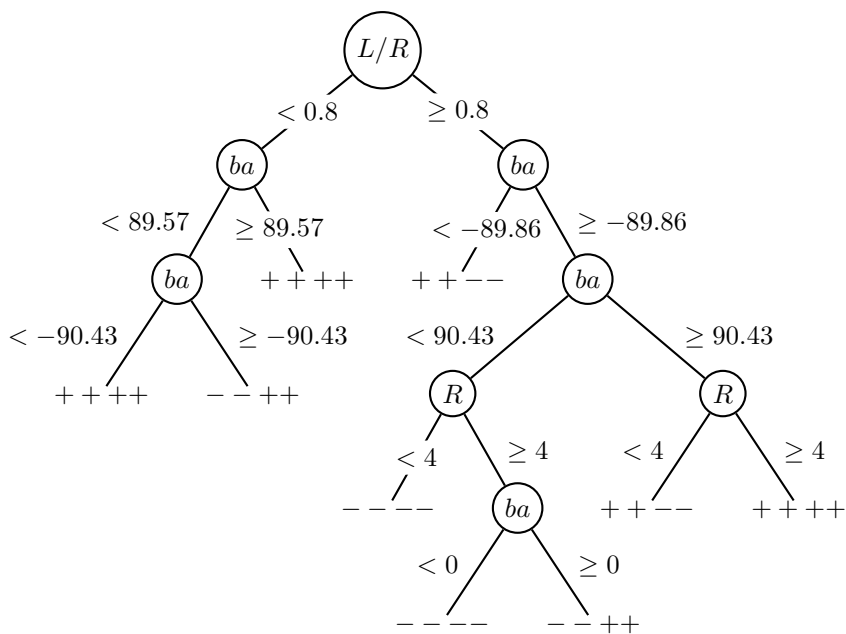 L/R
< 0.8 ≥ 0.8
ba ba
< 89.57 ≥ 89.57 < −89.86 ≥ −89.86
ba + + + + + + − − ba
< −90.43 ≥ −90.43 < 90.43 ≥ 90.43
+ + + + − − + + R R
< 4 ≥ 4 < 4 ≥ 4
− − − − ba + + − − + + + +
< 0 ≥ 0
− − − − − − + +